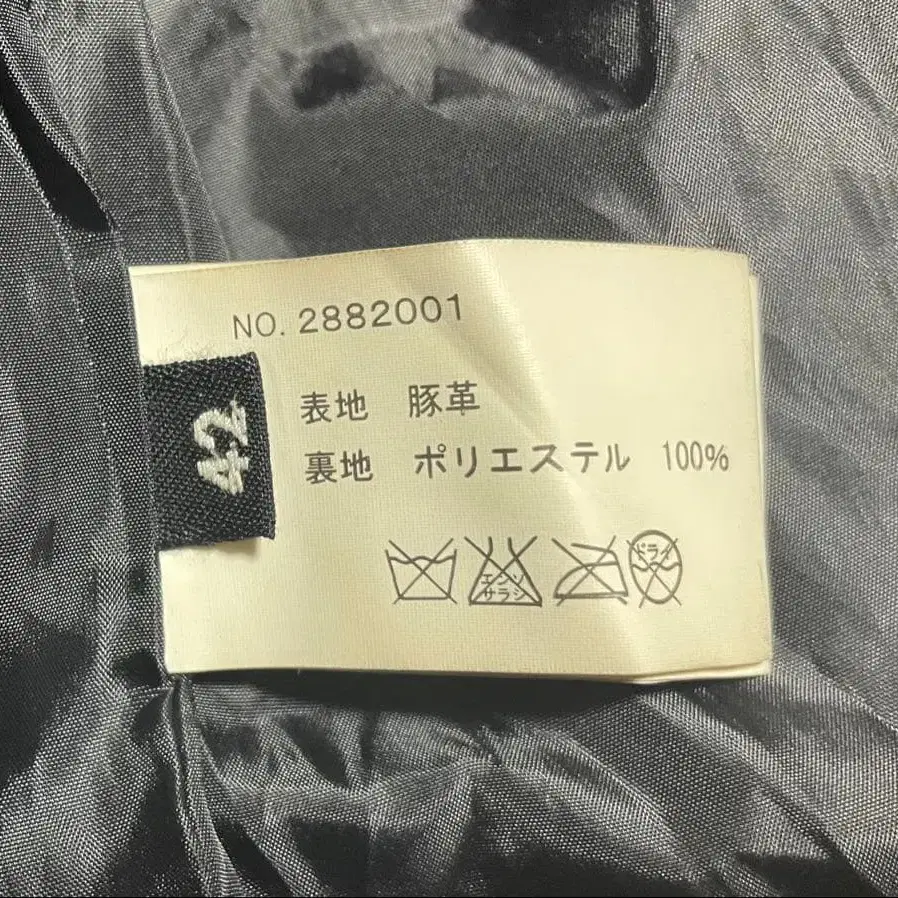 NO. 2882001
42
表地 豚革
裏地 ポリエステル 100%
エンソ
サラシ
ドライ